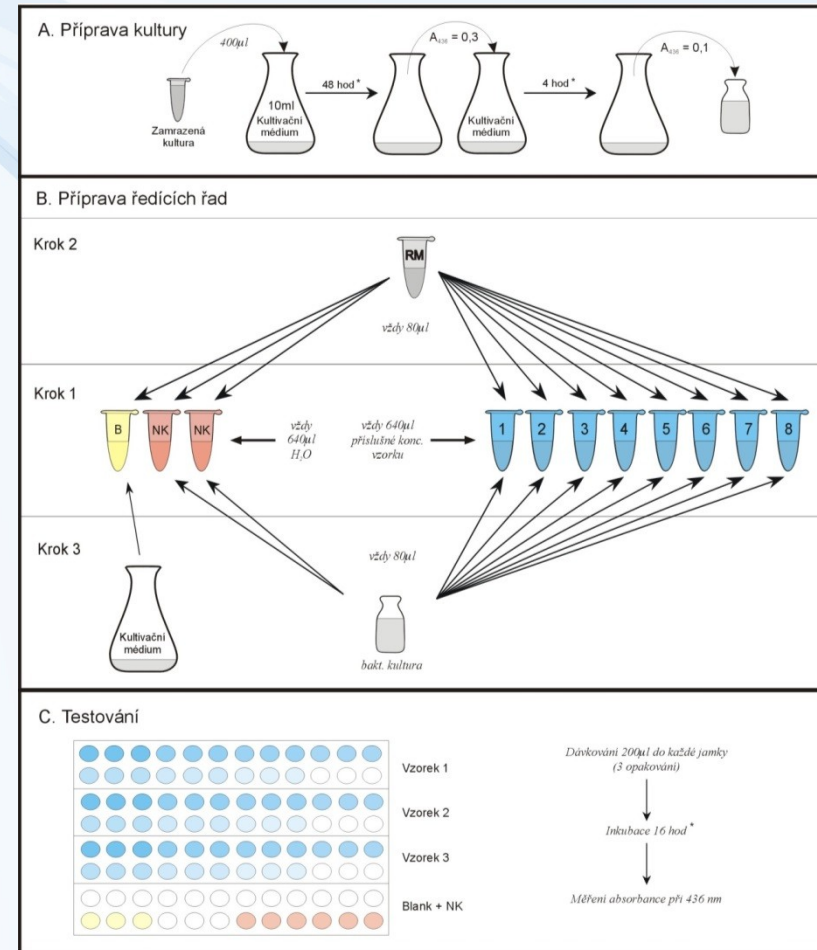 A. Příprava kultury
400µl
A₄₃₆ = 0,3
A₄₃₆ = 0,1
48 hod *
4 hod *
10ml
Kultivační
médium
Kultivační
médium
Zamrazená
kultura
B. Příprava ředících řad
Krok 2
RM
vždy 80µl
Krok 1
B
NK
NK
vždy
640µl
H₂O
vždy 640µl
příslušné konc.
vzorku
1
2
3
4
5
6
7
8
Krok 3
vždy 80µl
Kultivační
médium
bakt. kultura
C. Testování
Vzorek 1
Vzorek 2
Vzorek 3
Blank + NK
Dávkování 200µl do každé jamky
(3 opakování)
Inkubace 16 hod *
Měření absorbance při 436 nm